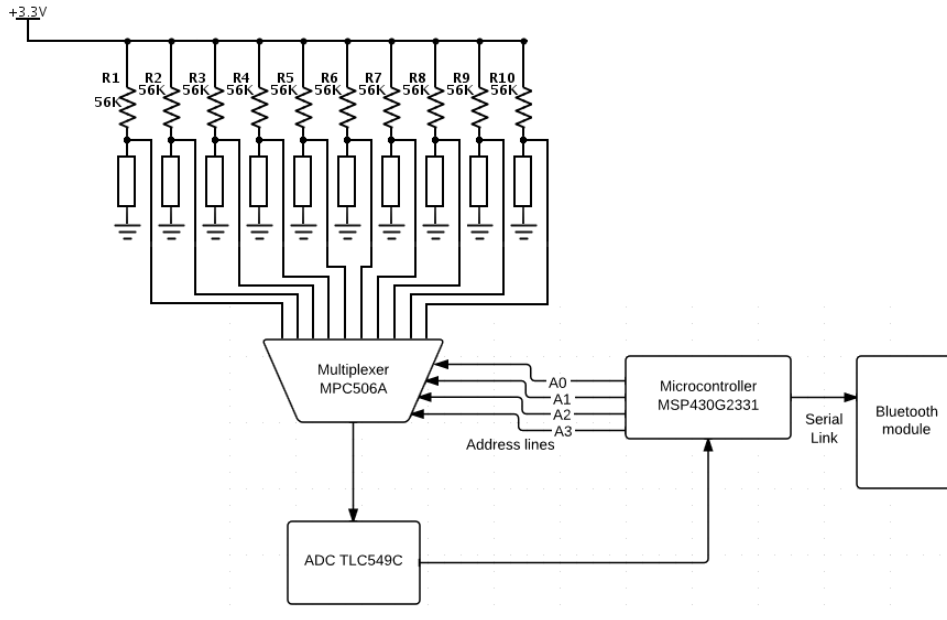 +3.3V
R1 R2 R3 R4 R5 R6 R7 R8 R9 R10
56K 56K 56K 56K 56K 56K 56K 56K 56K 56K
Multiplexer
MPC506A
A0
A1
A2
A3
Address lines
Microcontroller
MSP430G2331
Serial
Link
Bluetooth
module
ADC TLC549C